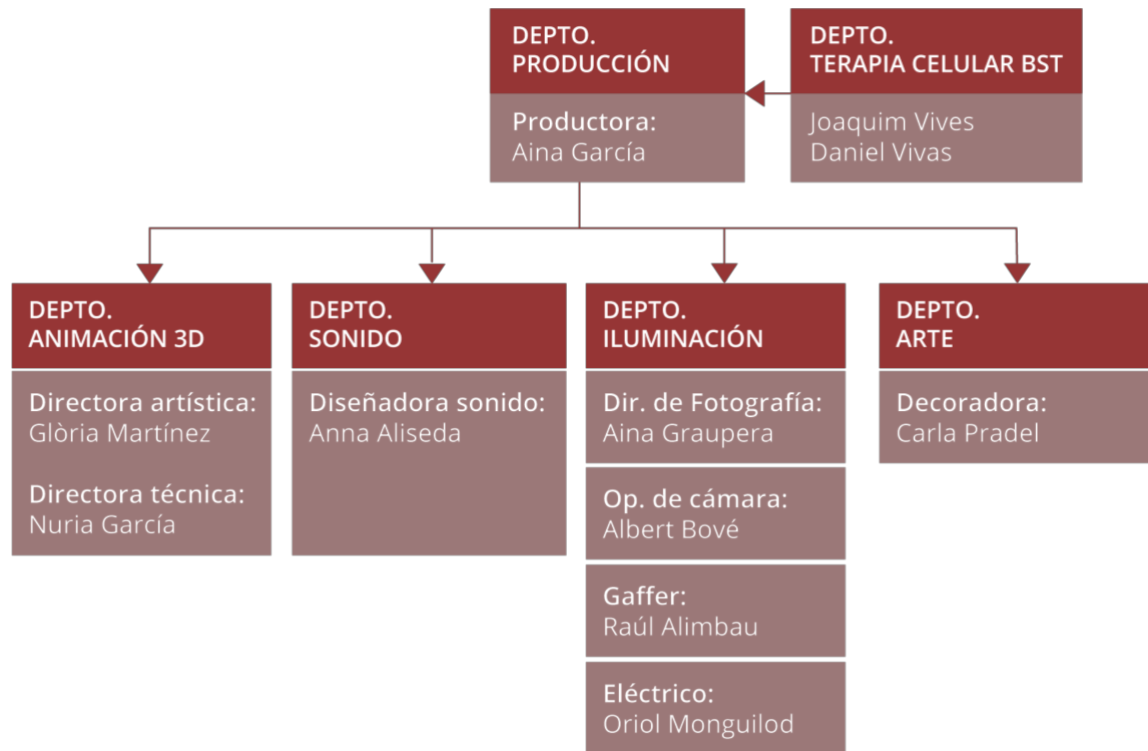 DEPTO.
PRODUCCIÓN
Productora:
Aina García
DEPTO.
TERAPIA CELULAR BST
Joaquim Vives
Daniel Vivas
DEPTO.
ANIMACIÓN 3D
Directora artística:
Glòria Martínez
Directora técnica:
Nuria García
DEPTO.
SONIDO
Diseñadora sonido:
Anna Aliseda
DEPTO.
ILUMINACIÓN
Dir. de Fotografía:
Aina Graupera
Op. de cámara:
Albert Bové
Gaffer:
Raúl Alimbau
Eléctrico:
Oriol Monguilod
DEPTO.
ARTE
Decoradora:
Carla Pradel